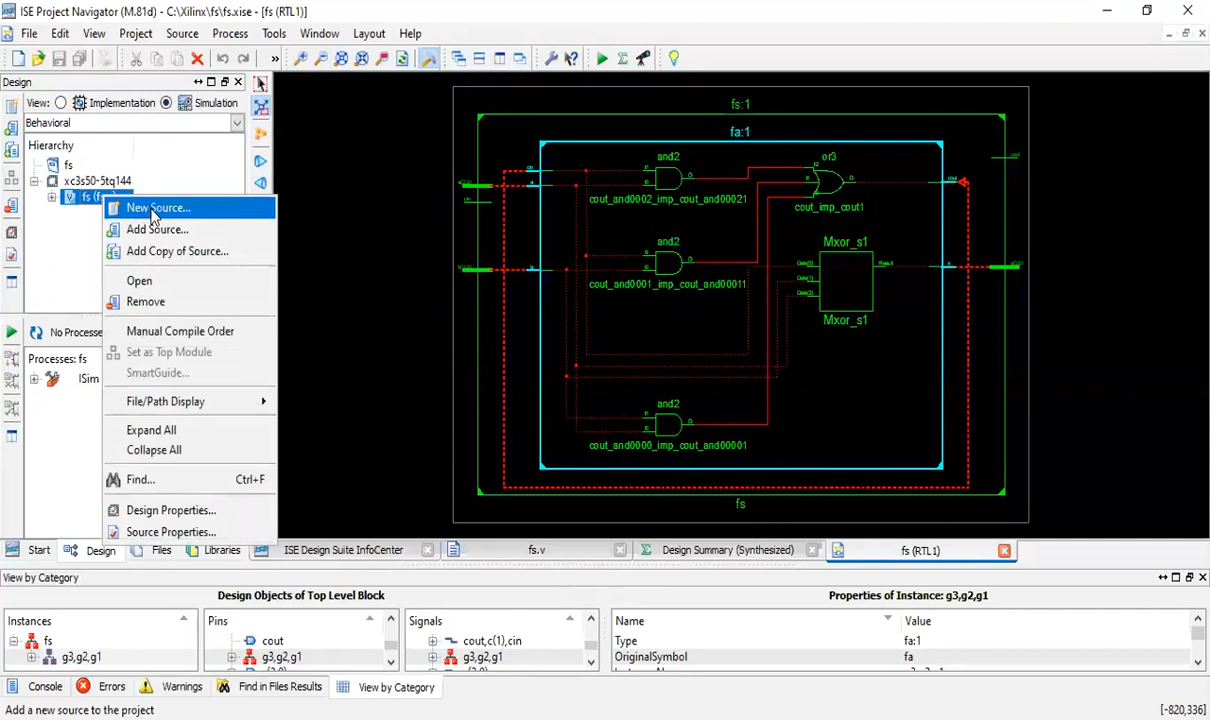 ISE Project Navigator (M.81d) - C:\Xilinx\fs\fs.xise - [fs (RTL1)]
File Edit View Project Source Process Tools Window Layout Help
Design
View: Implementation Simulation
Behavioral
Hierarchy
fs
xc3s50-5tq144
New Source...
Add Source...
Add Copy of Source...
Open
Remove
Manual Compile Order
Set as Top Module
SmartGuide...
File/Path Display
Expand All
Collapse All
Find... Ctrl+F
Design Properties...
Source Properties...
No Processe
Processes: fs
ISim
fs:1
fa:1
and2
cout_and0002_imp_cout_and00021
or3
cout_imp_cout1
and2
cout_and0001_imp_cout_and00011
Mxor_s1
Mxor_s1
and2
cout_and0000_imp_cout_and00001
fs
Start Design Files Libraries
ISE Design Suite InfoCenter fs.v Design Summary (Synthesized) fs (RTL1)
View by Category
Design Objects of Top Level Block Properties of Instance: g3,g2,g1
Instances Pins Signals Name Value
fs cout cout,c(1),cin Type fa:1
g3,g2,g1 g3,g2,g1 g3,g2,g1 OriginalSymbol fa
Console Errors Warnings Find in Files Results View by Category
Add a new source to the project [-820,336]